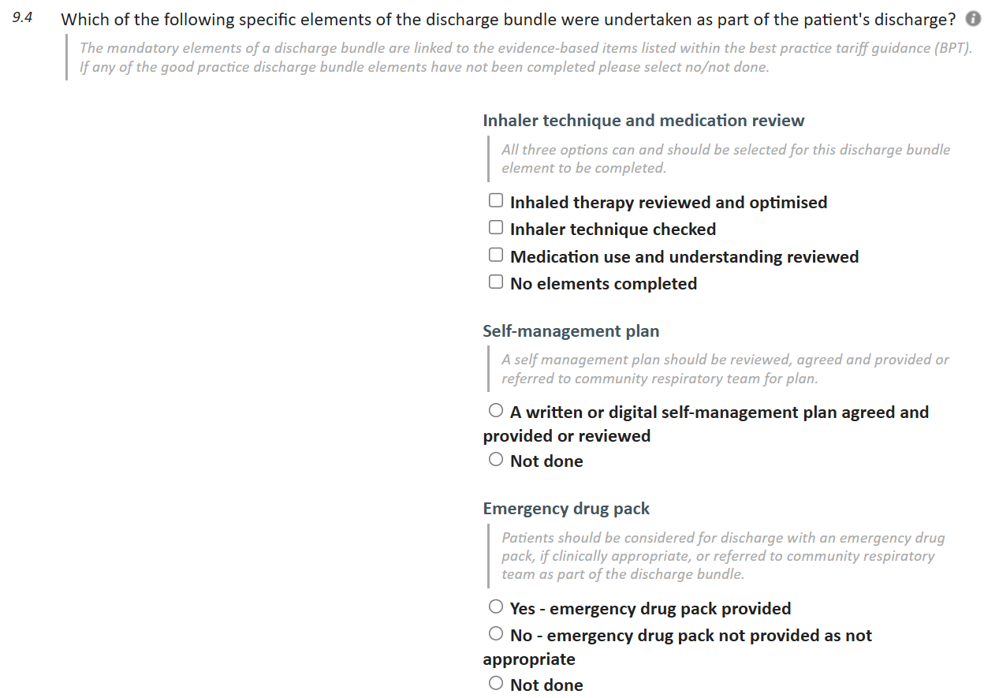 9.4 Which of the following specific elements of the discharge bundle were undertaken as part of the patient's discharge? i
The mandatory elements of a discharge bundle are linked to the evidence-based items listed within the best practice tariff guidance (BPT).
If any of the good practice discharge bundle elements have not been completed please select no/not done.
Inhaler technique and medication review
All three options can and should be selected for this discharge bundle
element to be completed.
Inhaled therapy reviewed and optimised
Inhaler technique checked
Medication use and understanding reviewed
No elements completed
Self-management plan
A self management plan should be reviewed, agreed and provided or
referred to community respiratory team for plan.
A written or digital self-management plan agreed and
provided or reviewed
Not done
Emergency drug pack
Patients should be considered for discharge with an emergency drug
pack, if clinically appropriate, or referred to community respiratory
team as part of the discharge bundle.
Yes - emergency drug pack provided
No - emergency drug pack not provided as not
appropriate
Not done